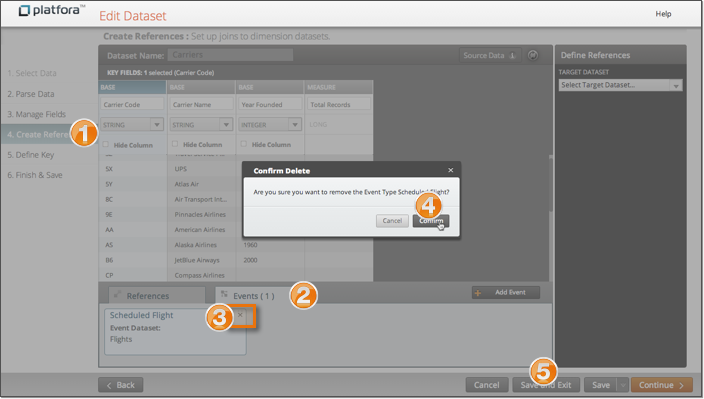 platfora™
Edit Dataset
Help
Create References : Set up joins to dimension datasets.
1. Select Data
2. Parse Data
3. Manage Fields
4. Create Refere
1
5. Define Key
6. Finish & Save
Dataset Name: Carriers
Source Data
KEY FIELDS: 1 selected (Carrier Code)
BASE BASE BASE MEASURE
Carrier Code Carrier Name Year Founded Total Records
STRING STRING INTEGER LONG
Hide Column Hide Column Hide Column
5X UPS
5Y Atlas Air
8C Air Transport Int...
9E Pinnacles Airlines
AA American Airlines
AS Alaska Airlines 1960
B6 JetBlue Airways 2000
CP Compass Airlines
Define References
TARGET DATASET
Select Target Dataset...
Confirm Delete ×
Are you sure you want to remove the Event Type Scheduled Flight?
4
Cancel Confirm
References
Events ( 1 )
2
+ Add Event
Scheduled Flight
3
×
Event Dataset:
Flights
5
Back
Cancel
Save and Exit
Save
Continue